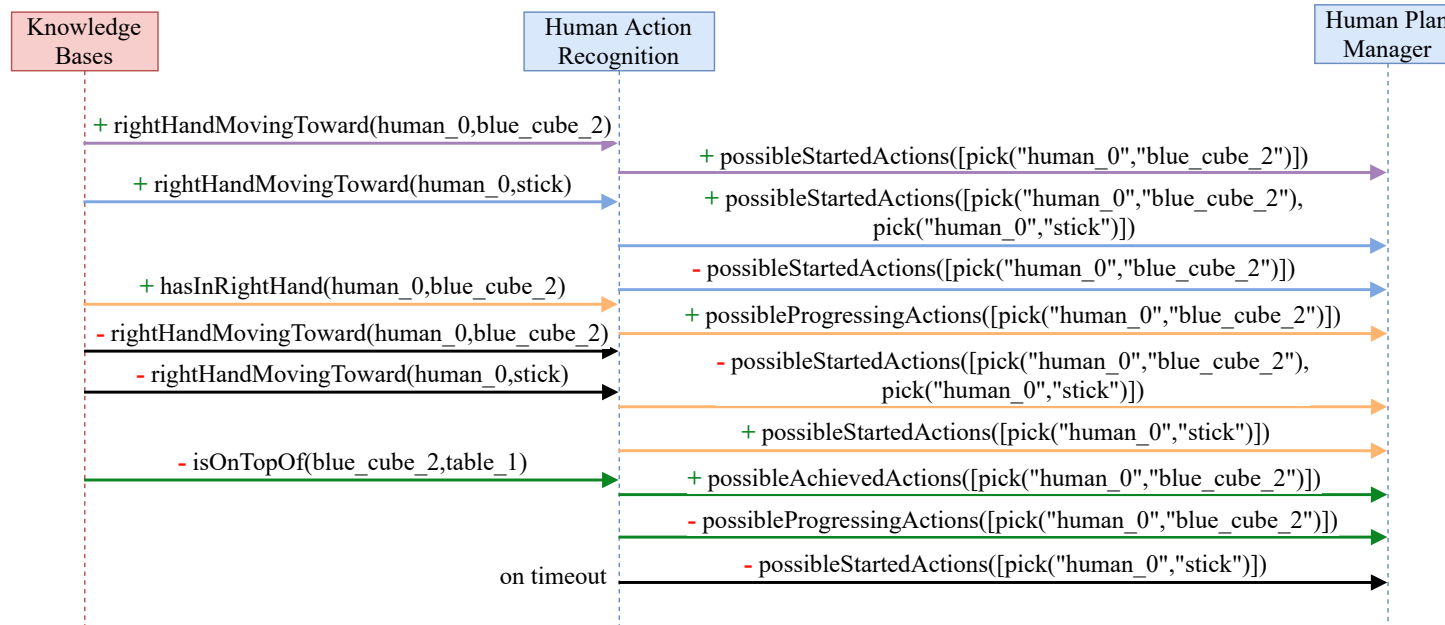 Knowledge
Bases
Human Action
Recognition
Human Plan
Manager
+ rightHandMovingToward(human_0,blue_cube_2)
+ possibleStartedActions([pick("human_0","blue_cube_2")])
+ rightHandMovingToward(human_0,stick)
+ possibleStartedActions([pick("human_0","blue_cube_2"),
pick("human_0","stick")])
- possibleStartedActions([pick("human_0","blue_cube_2")])
+ hasInRightHand(human_0,blue_cube_2)
+ possibleProgressingActions([pick("human_0","blue_cube_2")])
- rightHandMovingToward(human_0,blue_cube_2)
- possibleStartedActions([pick("human_0","blue_cube_2"),
pick("human_0","stick")])
- rightHandMovingToward(human_0,stick)
+ possibleStartedActions([pick("human_0","stick")])
- isOnTopOf(blue_cube_2,table_1)
+ possibleAchievedActions([pick("human_0","blue_cube_2")])
- possibleProgressingActions([pick("human_0","blue_cube_2")])
- possibleStartedActions([pick("human_0","stick")])
on timeout